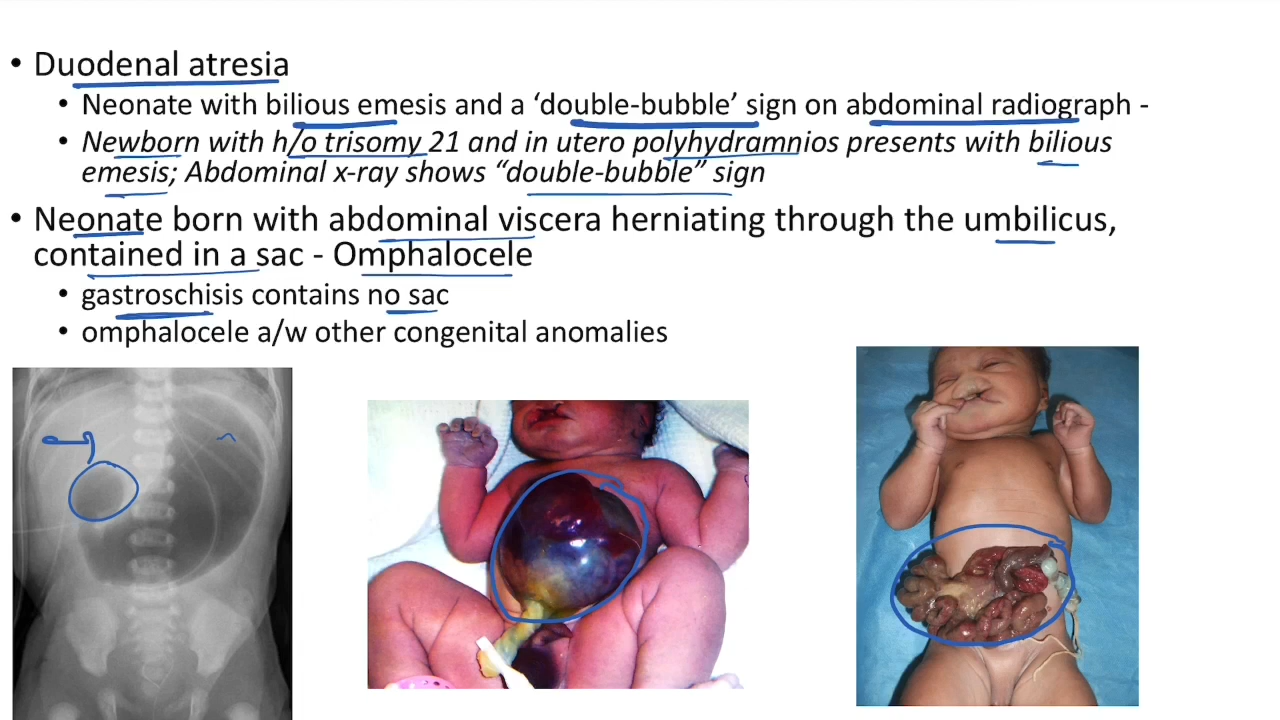 • Duodenal atresia
• Neonate with bilious emesis and a ‘double-bubble’ sign on abdominal radiograph -
• Newborn with h/o trisomy 21 and in utero polyhydramnios presents with bilious
emesis; Abdominal x-ray shows “double-bubble” sign
• Neonate born with abdominal viscera herniating through the umbilicus,
contained in a sac - Omphalocele
• gastroschisis contains no sac
• omphalocele a/w other congenital anomalies